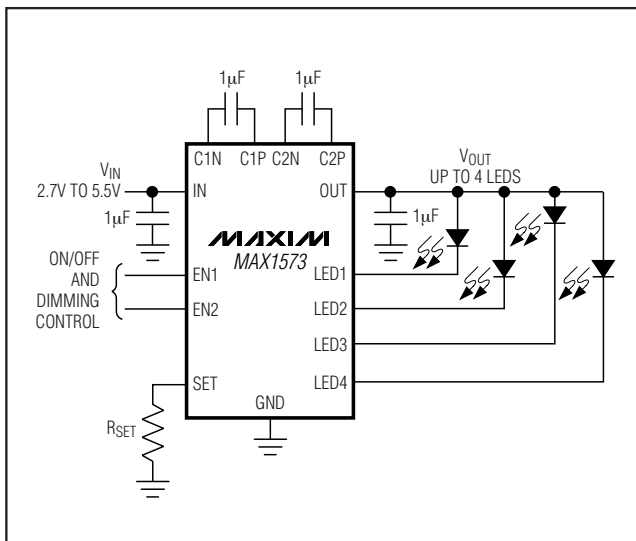 1µF
1µF
C1N C1P C2N C2P
VIN
2.7V TO 5.5V
IN
OUT
VOUT
UP TO 4 LEDS
1µF
1µF
MAXIM
MAX1573
ON/OFF
AND
DIMMING
CONTROL
EN1
EN2
LED1
LED2
LED3
LED4
SET
GND
RSET